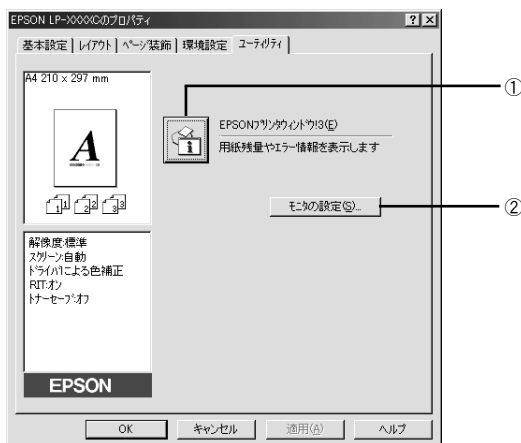 EPSON LP-XXXXCのプロパティ
基本設定 レイアウト ページ装飾 環境設定 ユーティリティ
A4 210 x 297 mm
A
1 1 2 2 3 3
①
EPSONプリンタウィンドウ!3(E)
用紙残量やエラー情報を表示します
モニタの設定(S)...
②
解像度:標準
スクリーン:自動
ドライバによる色補正
RIT:オン
トナーセーブ:オフ
EPSON
OK キャンセル 適用(A) ヘルプ